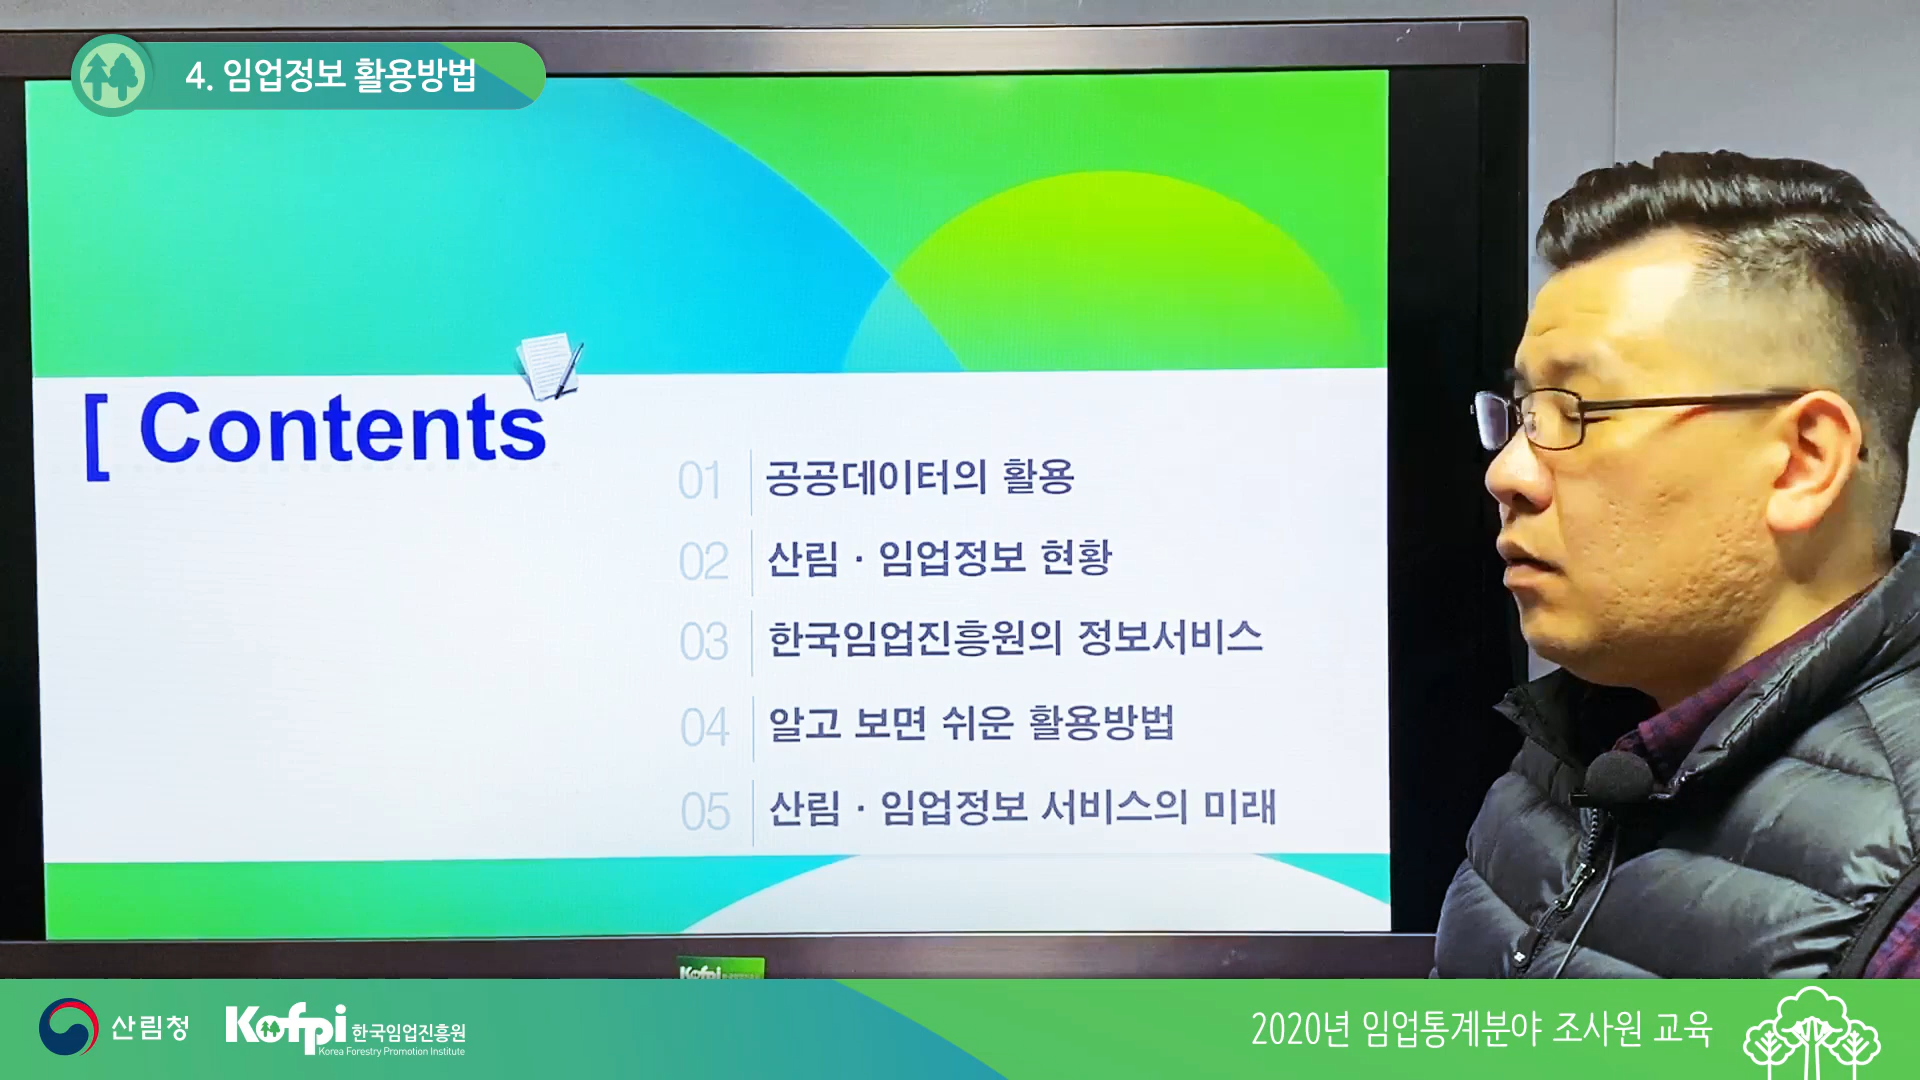 4. 임업정보 활용방법
[ Contents
01 공공데이터의 활용
02 산림 · 임업정보 현황
03 한국임업진흥원의 정보서비스
04 알고 보면 쉬운 활용방법
05 산림 · 임업정보 서비스의 미래
Kofpi
산림청
Kofpi 한국임업진흥원
Korea Forestry Promotion Institute
2020년 임업통계분야 조사원 교육